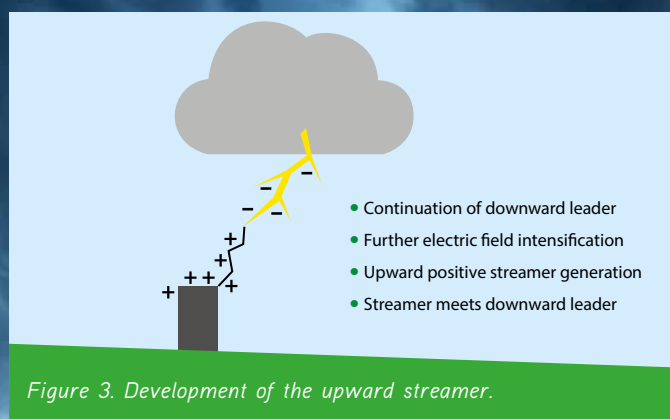 • Continuation of downward leader
• Further electric field intensification
• Upward positive streamer generation
• Streamer meets downward leader
Figure 3. Development of the upward streamer.